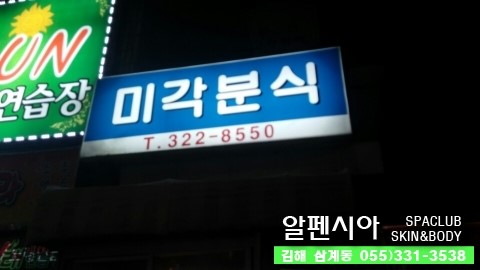 UN
연습장
미각분식
T. 322-8550
알펜시아 SPACLUB
SKIN&BODY
김해 삼계동 055)331-3538